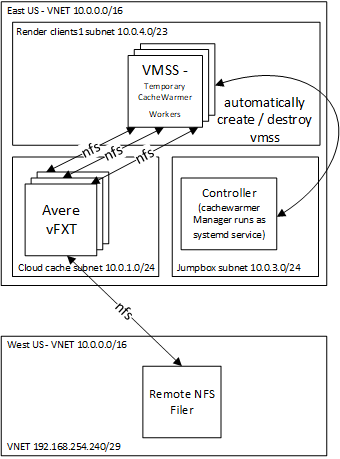 East US - VNET 10.0.0.0/16
Render clients1 subnet 10.0.4.0/23
VMSS -
Temporary
CacheWarmer
Workers
automatically
create / destroy
vmss
nfs
nfs
nfs
Avere
vFXT
Cloud cache subnet 10.0.1.0/24
Controller
(cachewarmer
Manager runs as
systemd service)
Jumpbox subnet 10.0.3.0/24
nfs
West US - VNET 10.0.0.0/16
Remote NFS
Filer
VNET 192.168.254.240/29